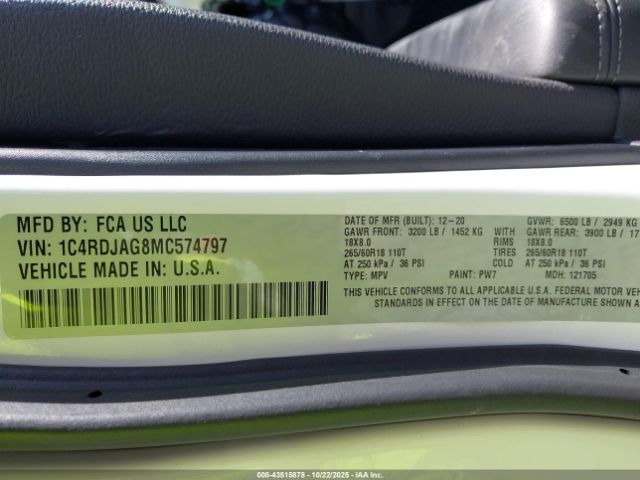 MFD BY: FCA US LLC
VIN: 1C4RDJAG8MC574797
VEHICLE MADE IN: U.S.A.
DATE OF MFR (BUILT): 12-20 GVWR: 6500 LB / 2949 KG
GAWR FRONT: 3200 LB / 1452 KG WITH GAWR REAR: 3900 LB / 17
18X8.0 RIMS 18X8.0
265/60R18 110T TIRES 265/60R18 110T
AT 250 kPa / 36 PSI COLD AT 250 kPa / 36 PSI
TYPE: MPV PAINT: PW7 MDH: 121705
THIS VEHICLE CONFORMS TO ALL APPLICABLE U.S.A. FEDERAL MOTOR VEH
STANDARDS IN EFFECT ON THE DATE OF MANUFACTURE SHOWN A
000-43515878 | 10/22/2025 | IAA Inc.